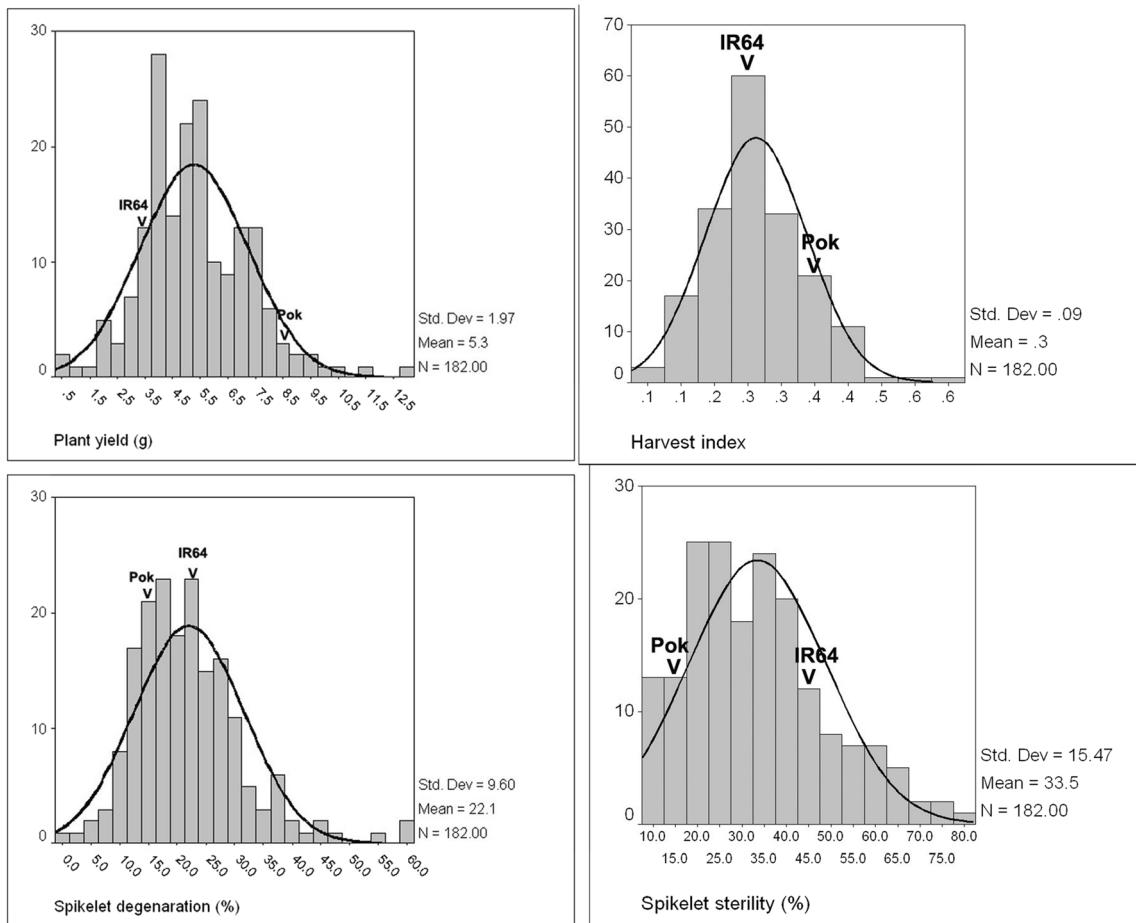 30
20
10
0
IR64
V
Pok
V
Std. Dev = 1.97
Mean = 5.3
N = 182.00
.5 1.5 2.5 3.5 4.5 5.5 6.5 7.5 8.5 9.5 10.5 11.5 12.5
Plant yield (g)
70
60
50
40
30
20
10
0
IR64
V
Pok
V
Std. Dev = .09
Mean = .3
N = 182.00
.1 .1 .2 .3 .3 .4 .4 .5 .6 .6
Harvest index
30
20
10
0
Pok
V
IR64
V
Std. Dev = 9.60
Mean = 22.1
N = 182.00
0.0 5.0 10.0 15.0 20.0 25.0 30.0 35.0 40.0 45.0 50.0 55.0 60.0
Spikelet degenaration (%)
30
20
10
0
Pok
V
IR64
V
Std. Dev = 15.47
Mean = 33.5
N = 182.00
10.0 20.0 30.0 40.0 50.0 60.0 70.0 80.0
15.0 25.0 35.0 45.0 55.0 65.0 75.0
Spikelet sterility (%)